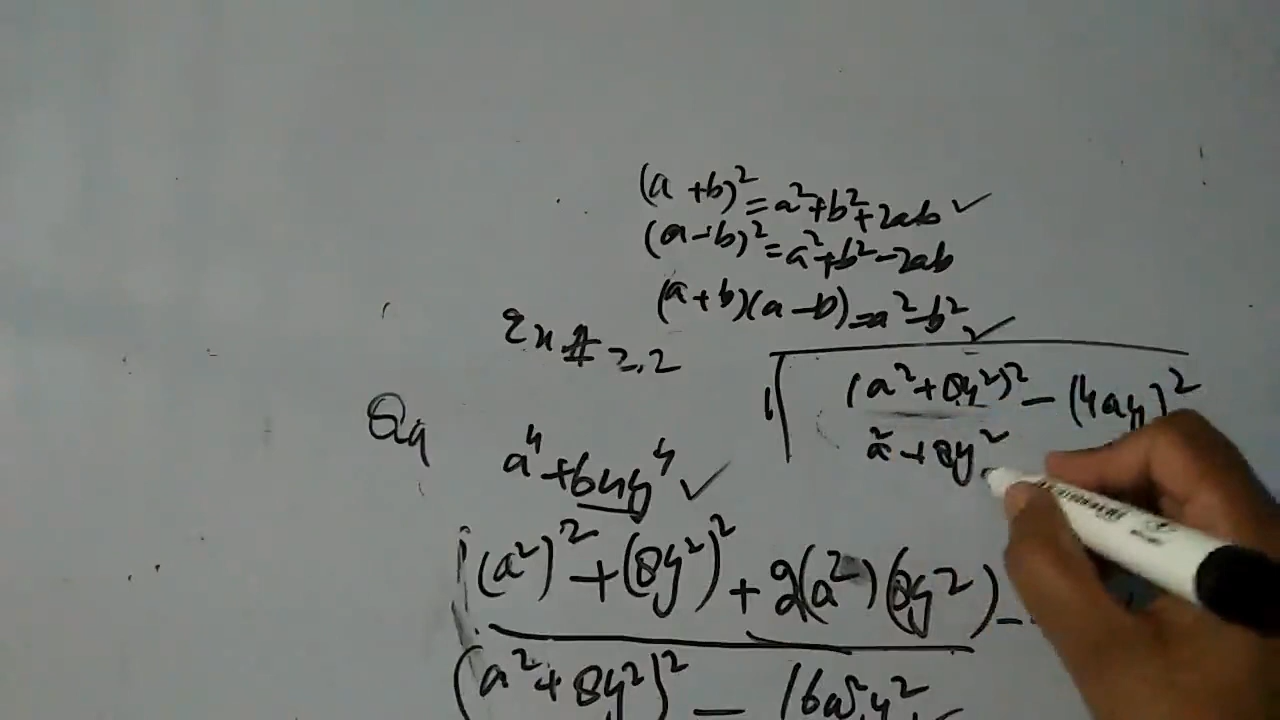 (a+b)² = a²+b²+2ab ✓
(a-b)² = a²+b²-2ab
(a+b)(a-b) = a²-b²
Ex # 2.2
√(a²+8y²)² - (4ay)²
a²+8y²
Q4
a⁴+64y⁴ ✓
(a²)²+(8y²)²+2(a²)(8y²)-
(a²+8y²)² - 16a²y²